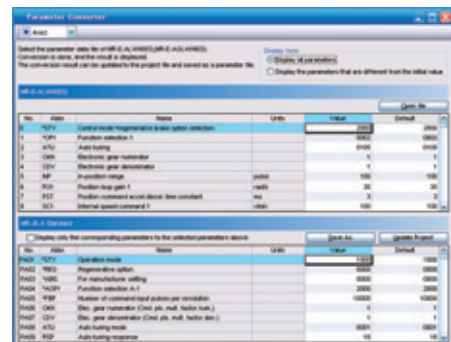 Parameter Converter
Axis3
Select the parameter data file of MR-E-A(-KH003),MR-E-AG(-KH003).
Conversion is done, and the result is displayed.
The conversion result can be updated to the project file and saved as a parameter file.
Display form
Display all parameters
Display the parameters that are different from the initial value
Open file
No. Abbr. Name Units Value Default
Control mode *regenerative brake option selection
1 *OP1 Function selection 1 0002 0002
2 ATU Auto tuning 0105 0105
3 CMX Electronic gear numerator 1 1
4 CDV Electronic gear denominator 1 1
5 INP In-position range pulse 100 100
6 PG1 Position loop gain 1 rad/s 35 35
7 PST Position command accel./decel. time constant ms 3 3
8 SC1 Internal speed command 1 r/min 100 100
MR-JE-A Standard
Display only the corresponding parameters to the selected parameters above
Save As
Update Project
No. Abbr. Name Units Value Default
PA01 *STY Operation mode 1000 1000
PA02 *REG Regenerative option 0000 0000
PA03 *ABS For manufacturer setting 0000 0000
PA04 *AOP1 Function selection A-1 2000 2000
PA05 *FBP Number of command input pulses per revolution 10000 10000
PA06 CMX Elec. gear numerator (Cmd. pls. mult. factor num.) 1 1
PA07 CDV Elec. gear denominator (Cmd. pls. mult. factor den.) 1 1
PA08 ATU Auto tuning mode 0001 0001
PA09 RSP Auto tuning response 16 16